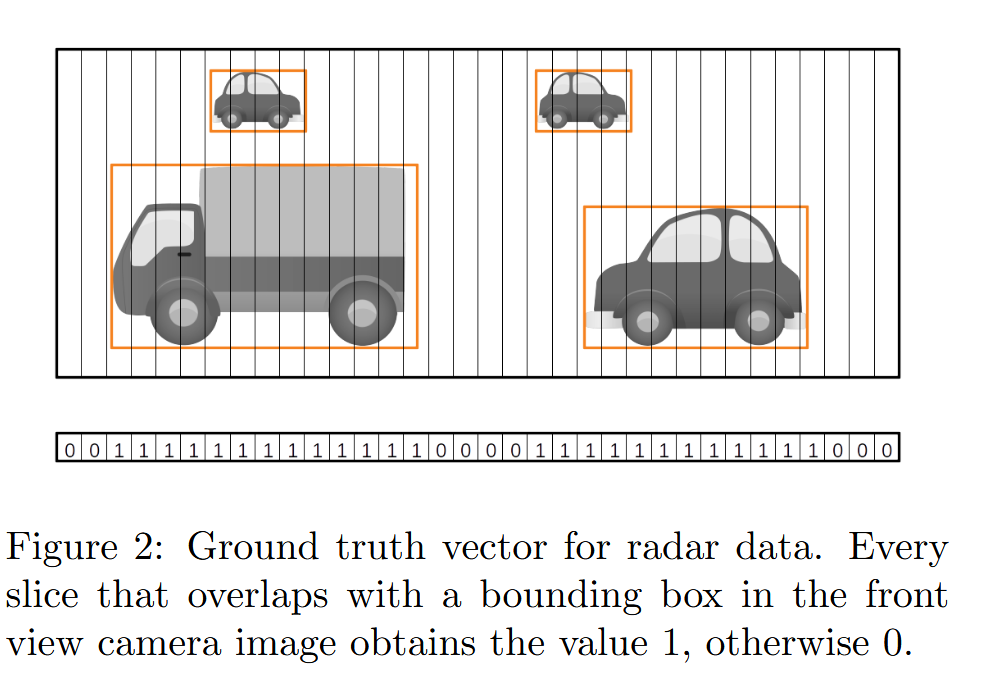 0 0 1 1 1 1 1 1 1 1 1 1 1 1 1 0 0 0 0 1 1 1 1 1 1 1 1 1 1 1 1 0 0 0
Figure 2: Ground truth vector for radar data. Every
slice that overlaps with a bounding box in the front
view camera image obtains the value 1, otherwise 0.